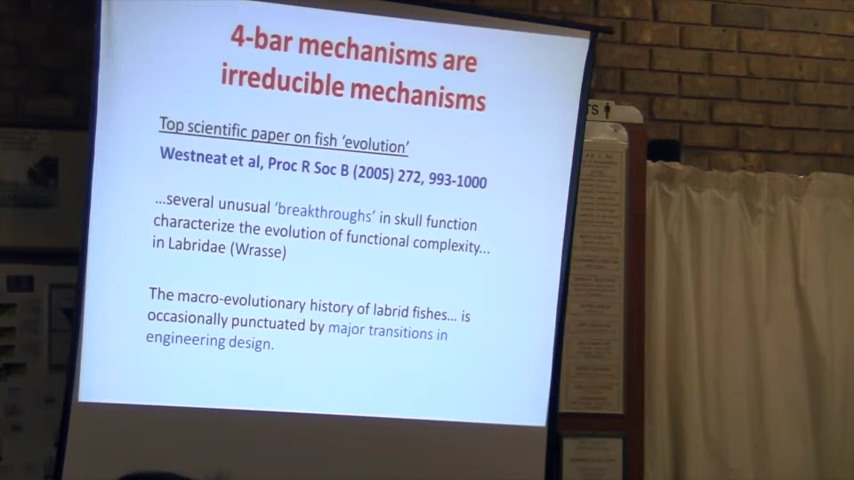 4-bar mechanisms are
irreducible mechanisms
Top scientific paper on fish 'evolution'
Westneat et al, Proc R Soc B (2005) 272, 993-1000
...several unusual 'breakthroughs' in skull function
characterize the evolution of functional complexity...
in Labridae (Wrasse)
The macro-evolutionary history of labrid fishes... is
occasionally punctuated by major transitions in
engineering design.